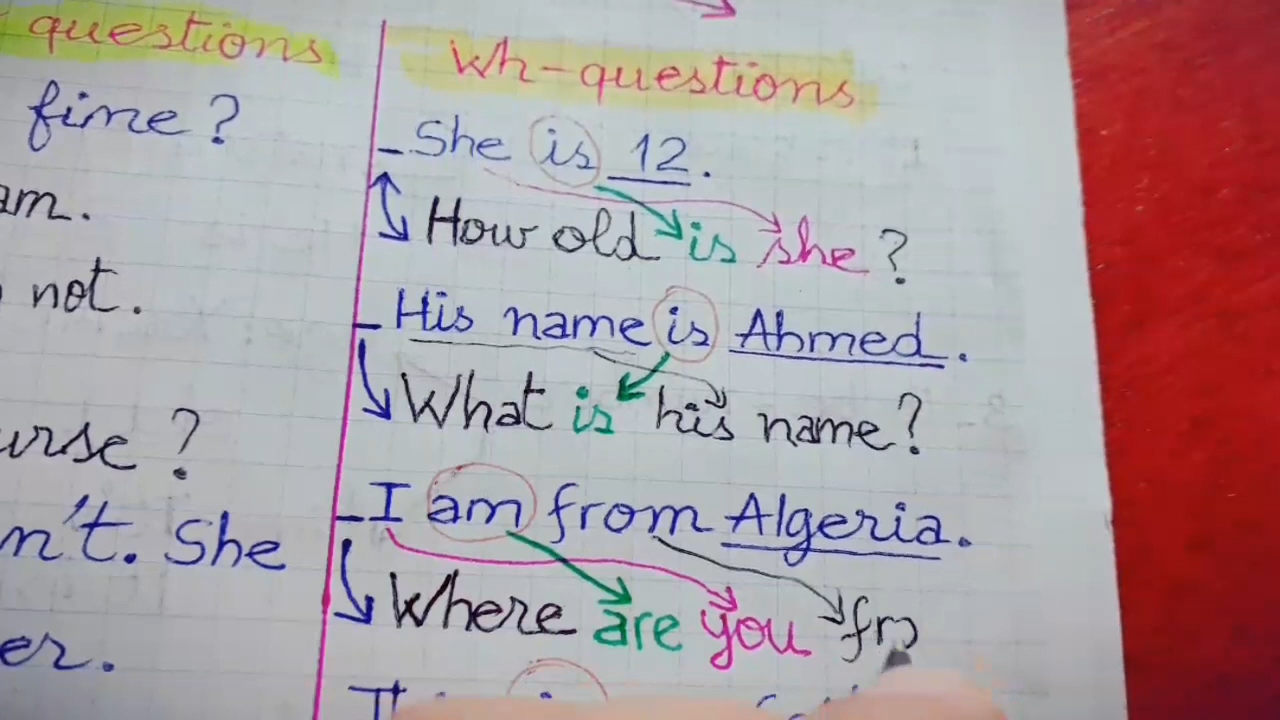 questions
fine ?
am.
not.
?
n't. She
er.
Wh-questions
- She is 12.
How old is she ?
- His name is Ahmed.
What is his name ?
- I am from Algeria.
Where are you fro